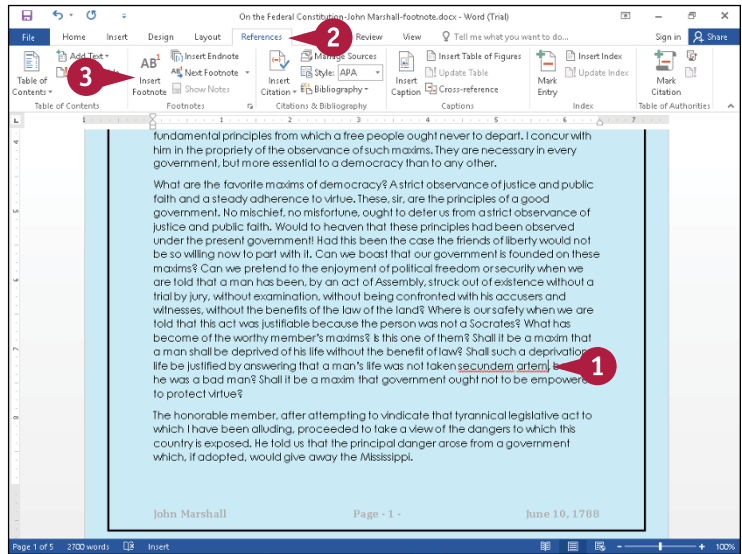 On the Federal Constitution-John Marshall-footnote.docx - Word (Trial)
File Home Insert Design Layout References Review View Tell me what you want to do... Sign in Share
Table of Contents
Add Text
Insert Footnote
AB1
Insert Endnote
Next Footnote
Show Notes
Insert Citation
Manage Sources
Style: APA
Bibliography
Insert Caption
Insert Table of Figures
Update Table
Cross-reference
Mark Entry
Insert Index
Update Index
Mark Citation
Table of Contents Footnotes Citations & Bibliography Captions Index Table of Authorities
1 1 2 3 4 5 6 7
2
3
fundamental principles from which a free people ought never to depart. I concur with
him in the propriety of the observance of such maxims. They are necessary in every
government, but more essential to a democracy than to any other.
What are the favorite maxims of democracy? A strict observance of justice and public
faith and a steady adherence to virtue. These, sir, are the principles of a good
government. No mischief, no misfortune, ought to deter us from a strict observance of
justice and public faith. Would to heaven that these principles had been observed
under the present government! Had this been the case the friends of liberty would not
be so willing now to part with it. Can we boast that our government is founded on these
maxims? Can we pretend to the enjoyment of political freedom or security when we
are told that a man has been, by an act of Assembly, struck out of existence without a
trial by jury, without examination, without being confronted with his accusers and
witnesses, without the benefits of the law of the land? Where is our safety when we are
told that this act was justifiable because the person was not a Socrates? What has
become of the worthy member's maxims? Is this one of them? Shall it be a maxim that
a man shall be deprived of his life without the benefit of law? Shall such a deprivation
life be justified by answering that a man's life was not taken secundem artem,
1
he was a bad man? Shall it be a maxim that government ought not to be empowere
to protect virtue?
The honorable member, after attempting to vindicate that tyrannical legislative act to
which I have been alluding, proceeded to take a view of the dangers to which this
country is exposed. He told us that the principal danger arose from a government
which, if adopted, would give away the Mississippi.
John Marshall Page - 1 - June 10, 1788
Page 1 of 5 2700 words Insert 100%